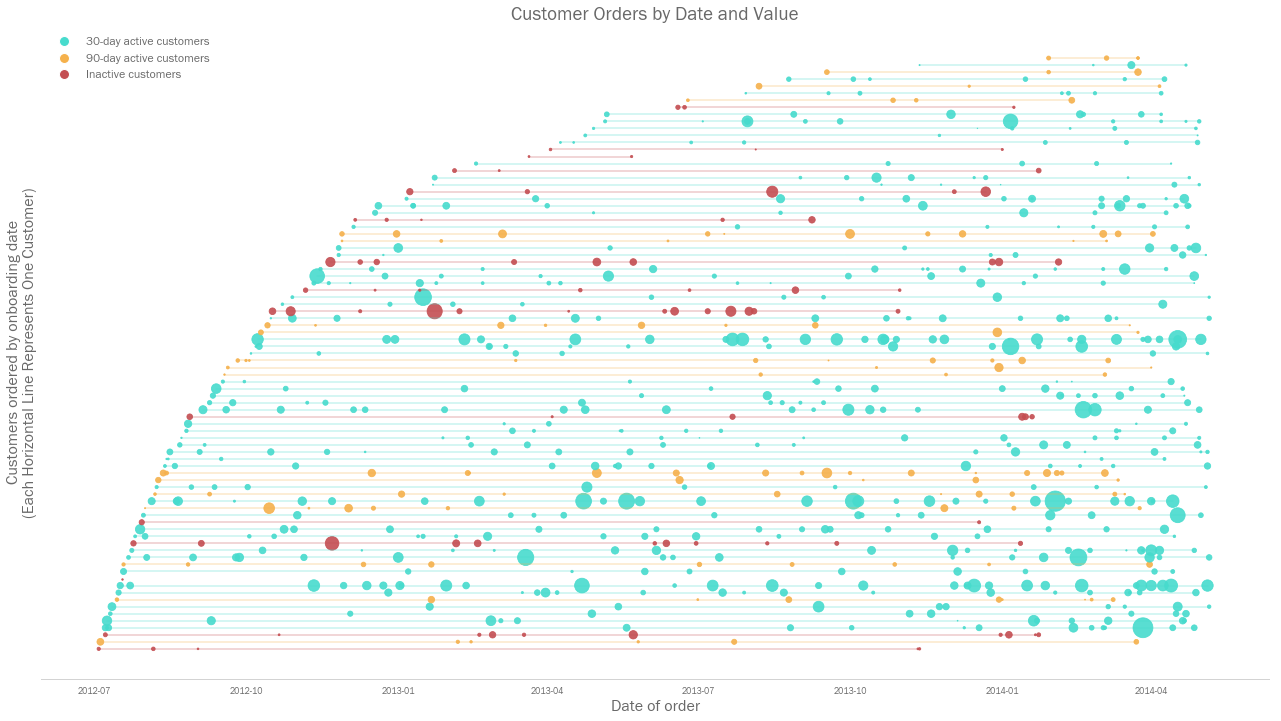 Customer Orders by Date and Value
30-day active customers
90-day active customers
Inactive customers
Customers ordered by onboarding date
(Each Horizontal Line Represents One Customer)
2012-07
2012-10
2013-01
2013-04
2013-07
2013-10
2014-01
2014-04
Date of order